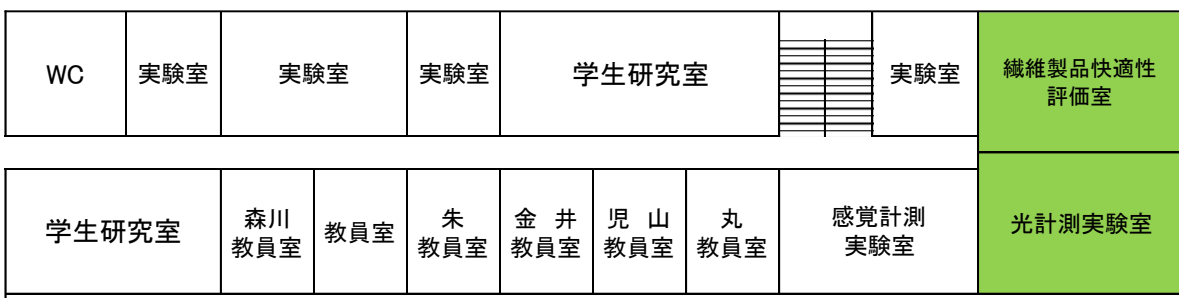 WC
実験室
実験室
実験室
学生研究室
実験室
繊維製品快適性
評価室
学生研究室
森川
教員室
教員室
朱
教員室
金 井
教員室
児 山
教員室
丸
教員室
感覚計測
実験室
光計測実験室